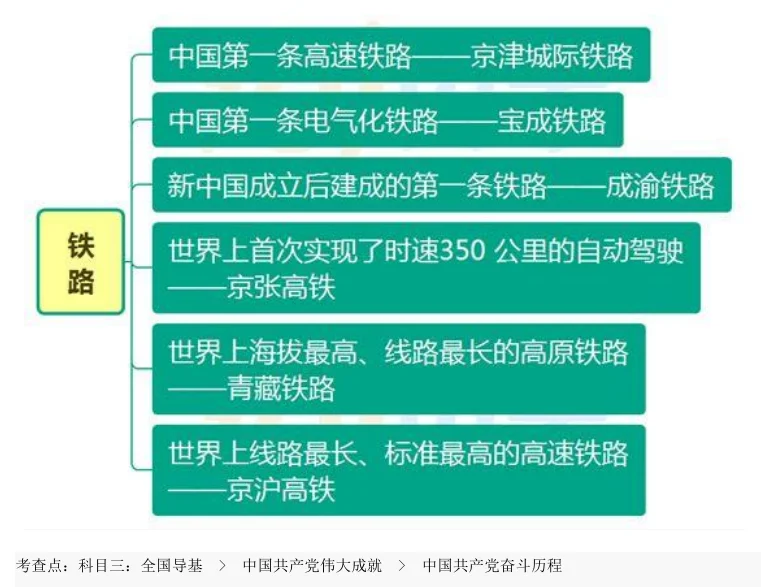 铁
路
中国第一条高速铁路——京津城际铁路
中国第一条电气化铁路——宝成铁路
新中国成立后建成的第一条铁路——成渝铁路
世界上首次实现了时速350 公里的自动驾驶
——京张高铁
世界上海拔最高、线路最长的高原铁路
——青藏铁路
世界上线路最长、标准最高的高速铁路
——京沪高铁
考查点：科目三：全国导基 > 中国共产党伟大成就 > 中国共产党奋斗历程